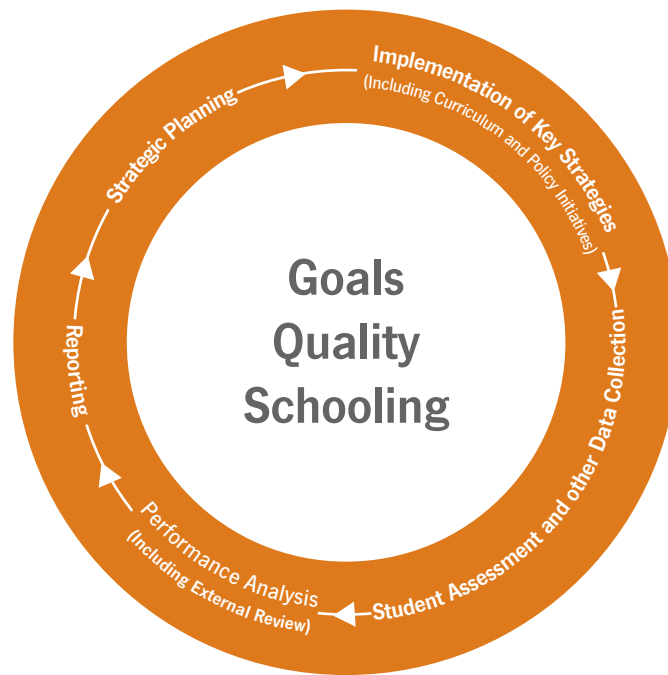 Strategic Planning
Implementation of Key Strategies
(Including Curriculum and Policy Initiatives)
Student Assessment and other Data Collection
Performance Analysis
(Including External Review)
Reporting
Goals
Quality
Schooling